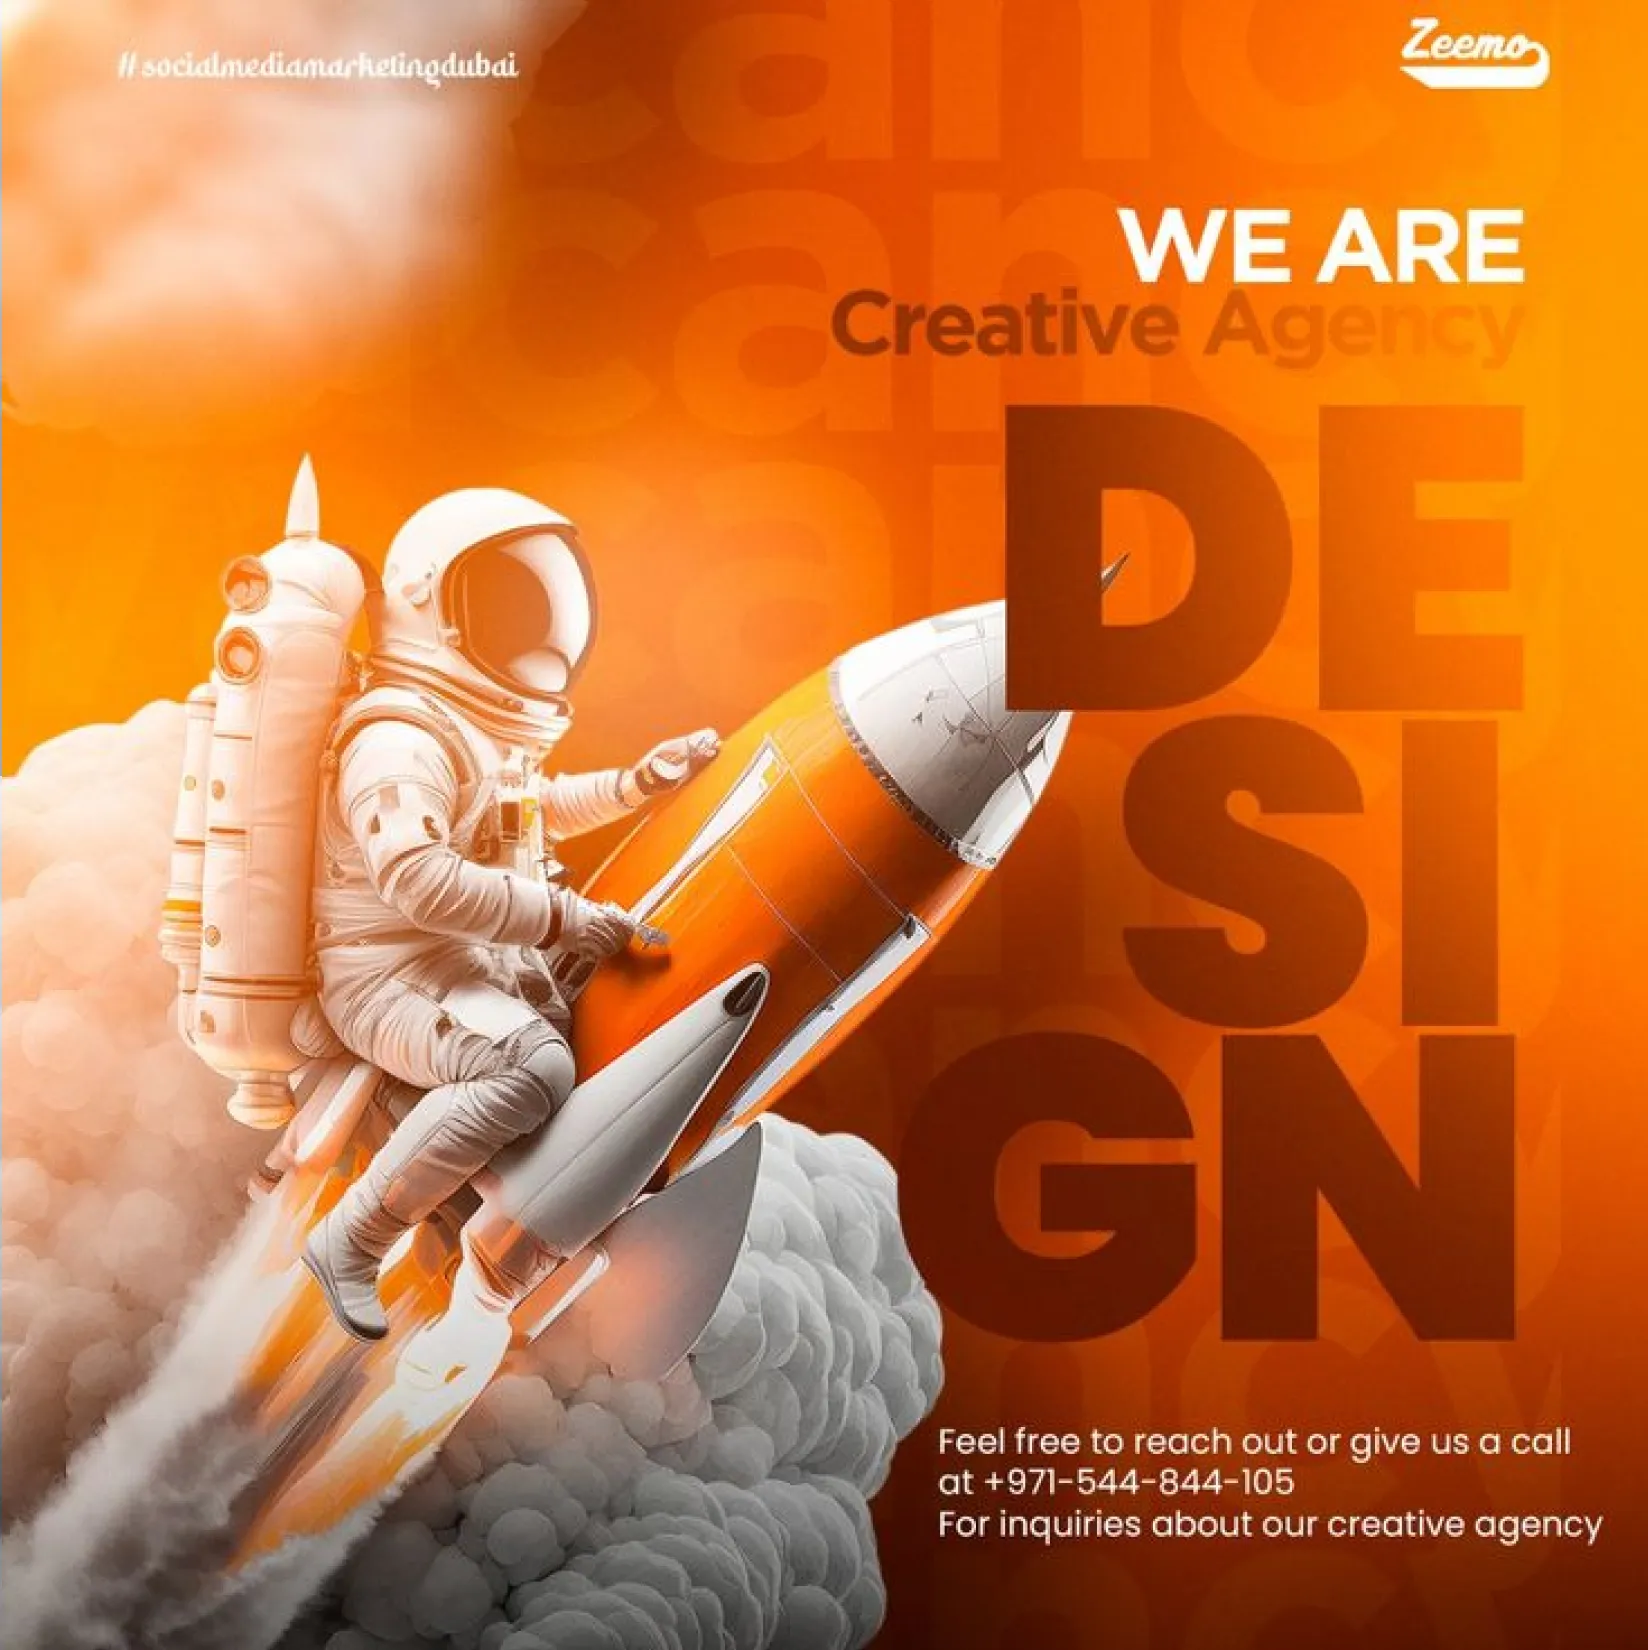 #socialmediamarketingdubai
Zeemo
WE ARE
Creative Agency
DE
SI
GN
Feel free to reach out or give us a call
at +971-544-844-105
For inquiries about our creative agency